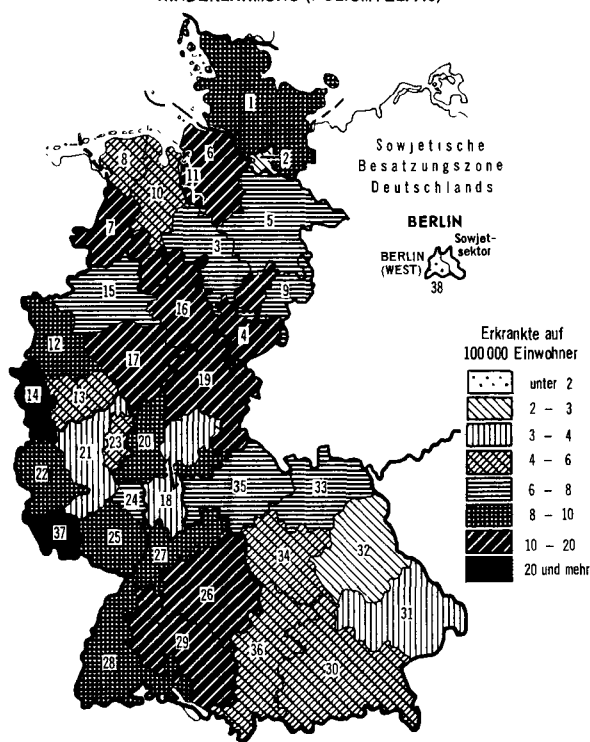 1
2
Sowjetische
Besatzungszone
Deutschlands
8
6
10
11
7
5
3
BERLIN
Sowjet-
sektor
BERLIN
(WEST)
38
15
9
16
12
4
17
14
13
19
21
23
20
22
24
18
35
33
37
25
27
34
32
26
31
29
28
36
30
Erkrankte auf
100 000 Einwohner
unter 2
2 – 3
3 – 4
4 – 6
6 – 8
8 – 10
10 – 20
20 und mehr